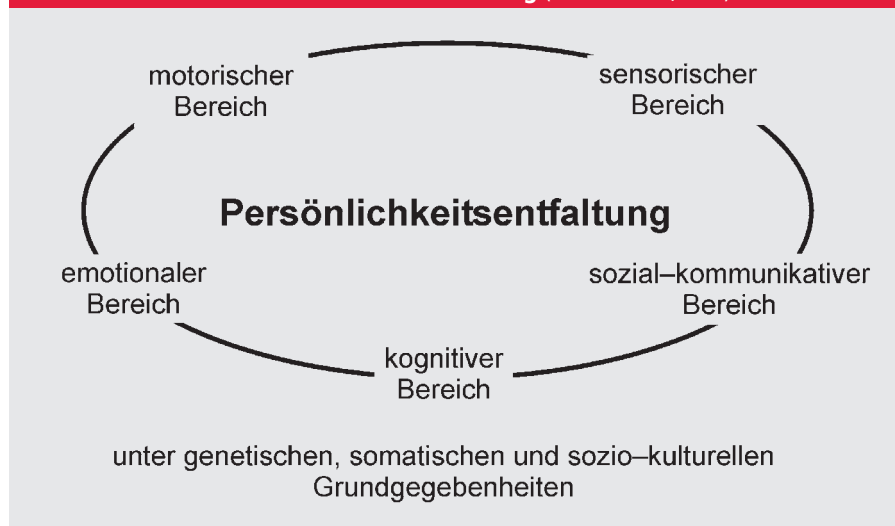 motorischer
Bereich
sensorischer
Bereich
Persönlichkeitsentfaltung
emotionaler
Bereich
sozial–kommunikativer
Bereich
kognitiver
Bereich
unter genetischen, somatischen und sozio–kulturellen
Grundgegebenheiten